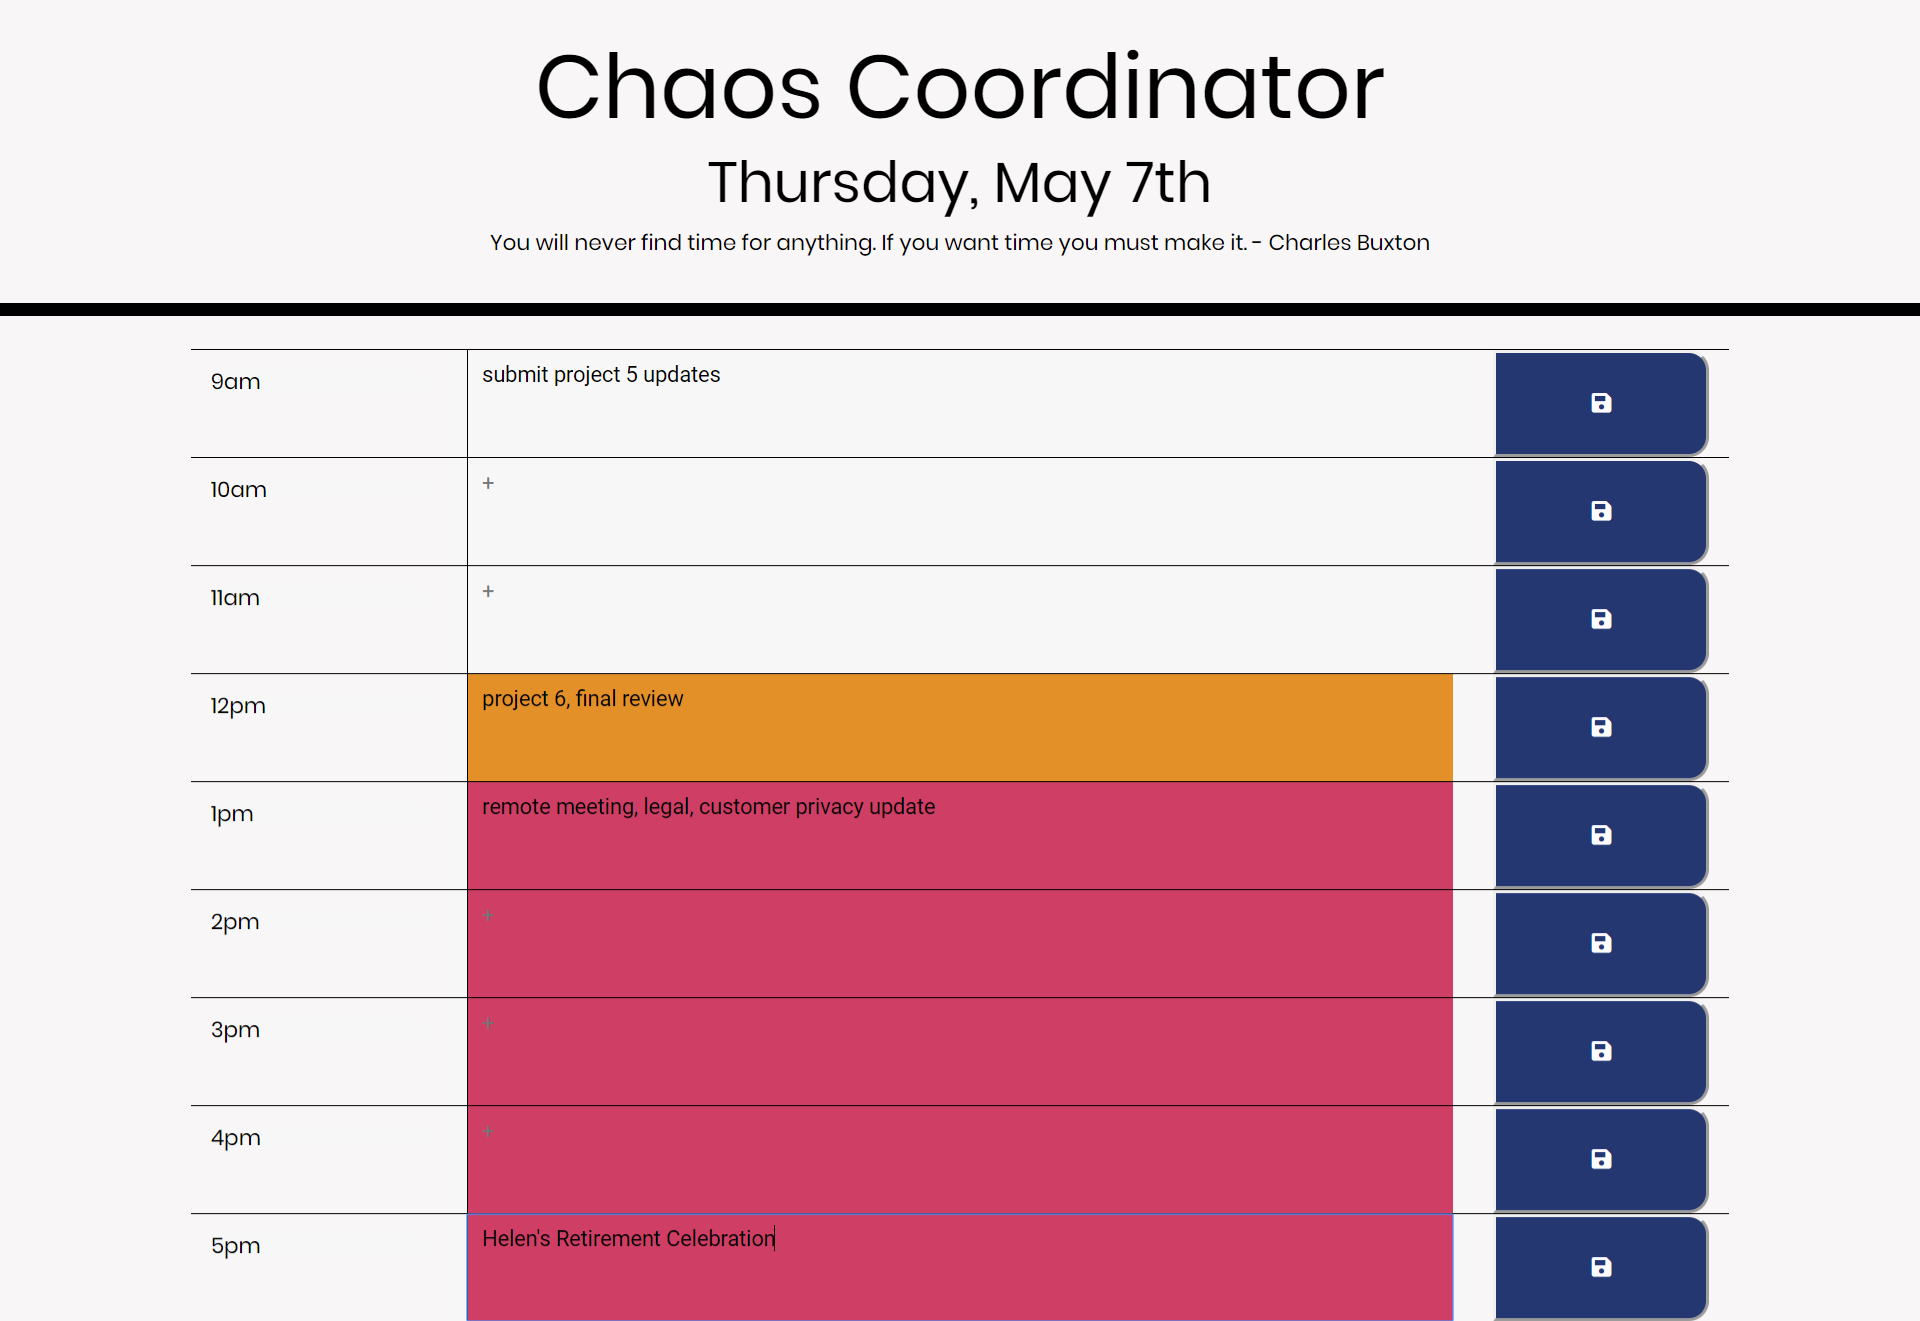 Chaos Coordinator
Thursday, May 7th
You will never find time for anything. If you want time you must make it. - Charles Buxton
9am
submit project 5 updates
10am
+
11am
+
12pm
project 6, final review
1pm
remote meeting, legal, customer privacy update
2pm
+
3pm
+
4pm
+
5pm
Helen's Retirement Celebration